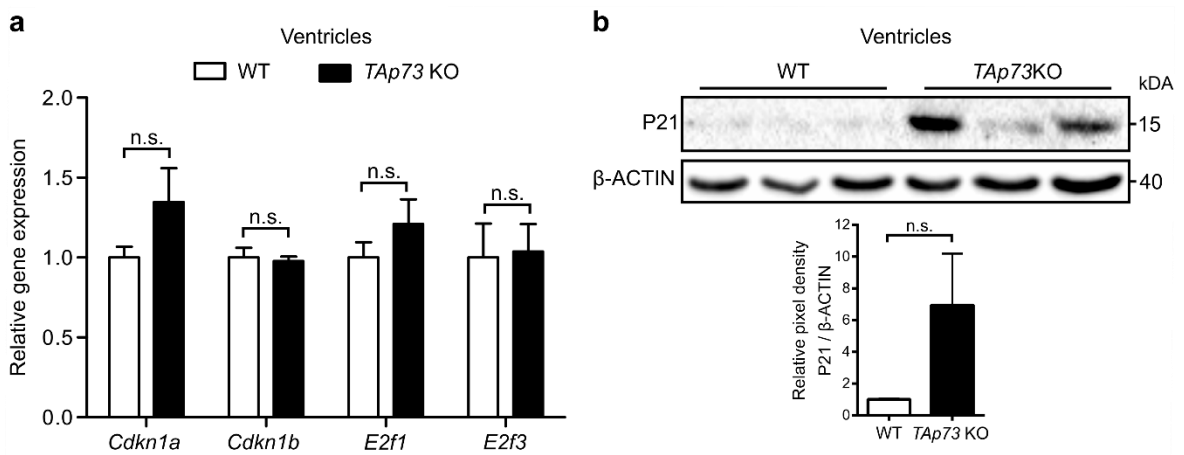 a
Ventricles
WT TAp73 KO
Relative gene expression
2.0
1.5
1.0
0.5
0.0
n.s.
n.s.
n.s.
n.s.
Cdkn1a Cdkn1b E2f1 E2f3
b
Ventricles
WT TAp73KO kDA
P21 15
β-ACTIN 40
Relative pixel density
P21 / β-ACTIN
12
10
8
6
4
2
0
n.s.
WT TAp73 KO